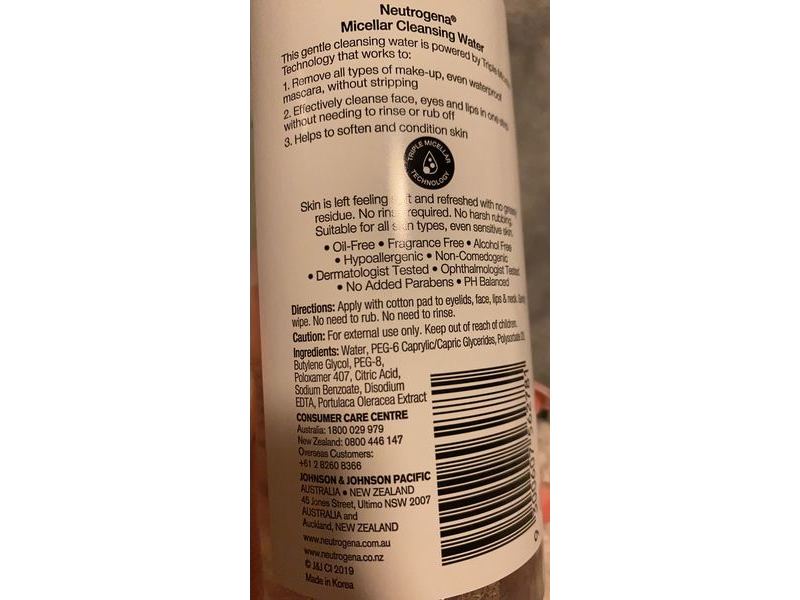 Neutrogena®
Micellar Cleansing Water
This gentle cleansing water is powered by Triple
Technology that works to:
1. Remove all types of make-up, even waterproof
mascara, without stripping
2. Effectively cleanse face, eyes and lips in one step
without needing to rinse or rub off
3. Helps to soften and condition skin
TRIPLE MICELLAR
TECHNOLOGY
Skin is left feeling and refreshed with no greasy
residue. No required. No harsh rubbing.
Suitable for all types, even sensitive skin.
• Oil-Free • Fragrance Free • Alcohol Free
• Hypoallergenic • Non-Comedogenic
• Dermatologist Tested • Ophthalmologist Tested
• No Added Parabens • PH Balanced
Directions: Apply with cotton pad to eyelids, face, lips & neck.
wipe. No need to rub. No need to rinse.
Caution: For external use only. Keep out of reach of children.
Ingredients: Water, PEG-6 Caprylic/Capric Glycerides, Polysorbate
Butylene Glycol, PEG-8,
Poloxamer 407, Citric Acid,
Sodium Benzoate, Disodium
EDTA, Portulaca Oleracea Extract
CONSUMER CARE CENTRE
Australia: 1800 029 979
New Zealand: 0800 446 147
Overseas Customers:
+61 2 8260 8366
JOHNSON & JOHNSON PACIFIC
AUSTRALIA • NEW ZEALAND
45 Jones Street, Ultimo NSW 2007
AUSTRALIA and
Auckland, NEW ZEALAND
www.neutrogena.com.au
www.neutrogena.co.nz
© J&J CI 2019
Made in Korea